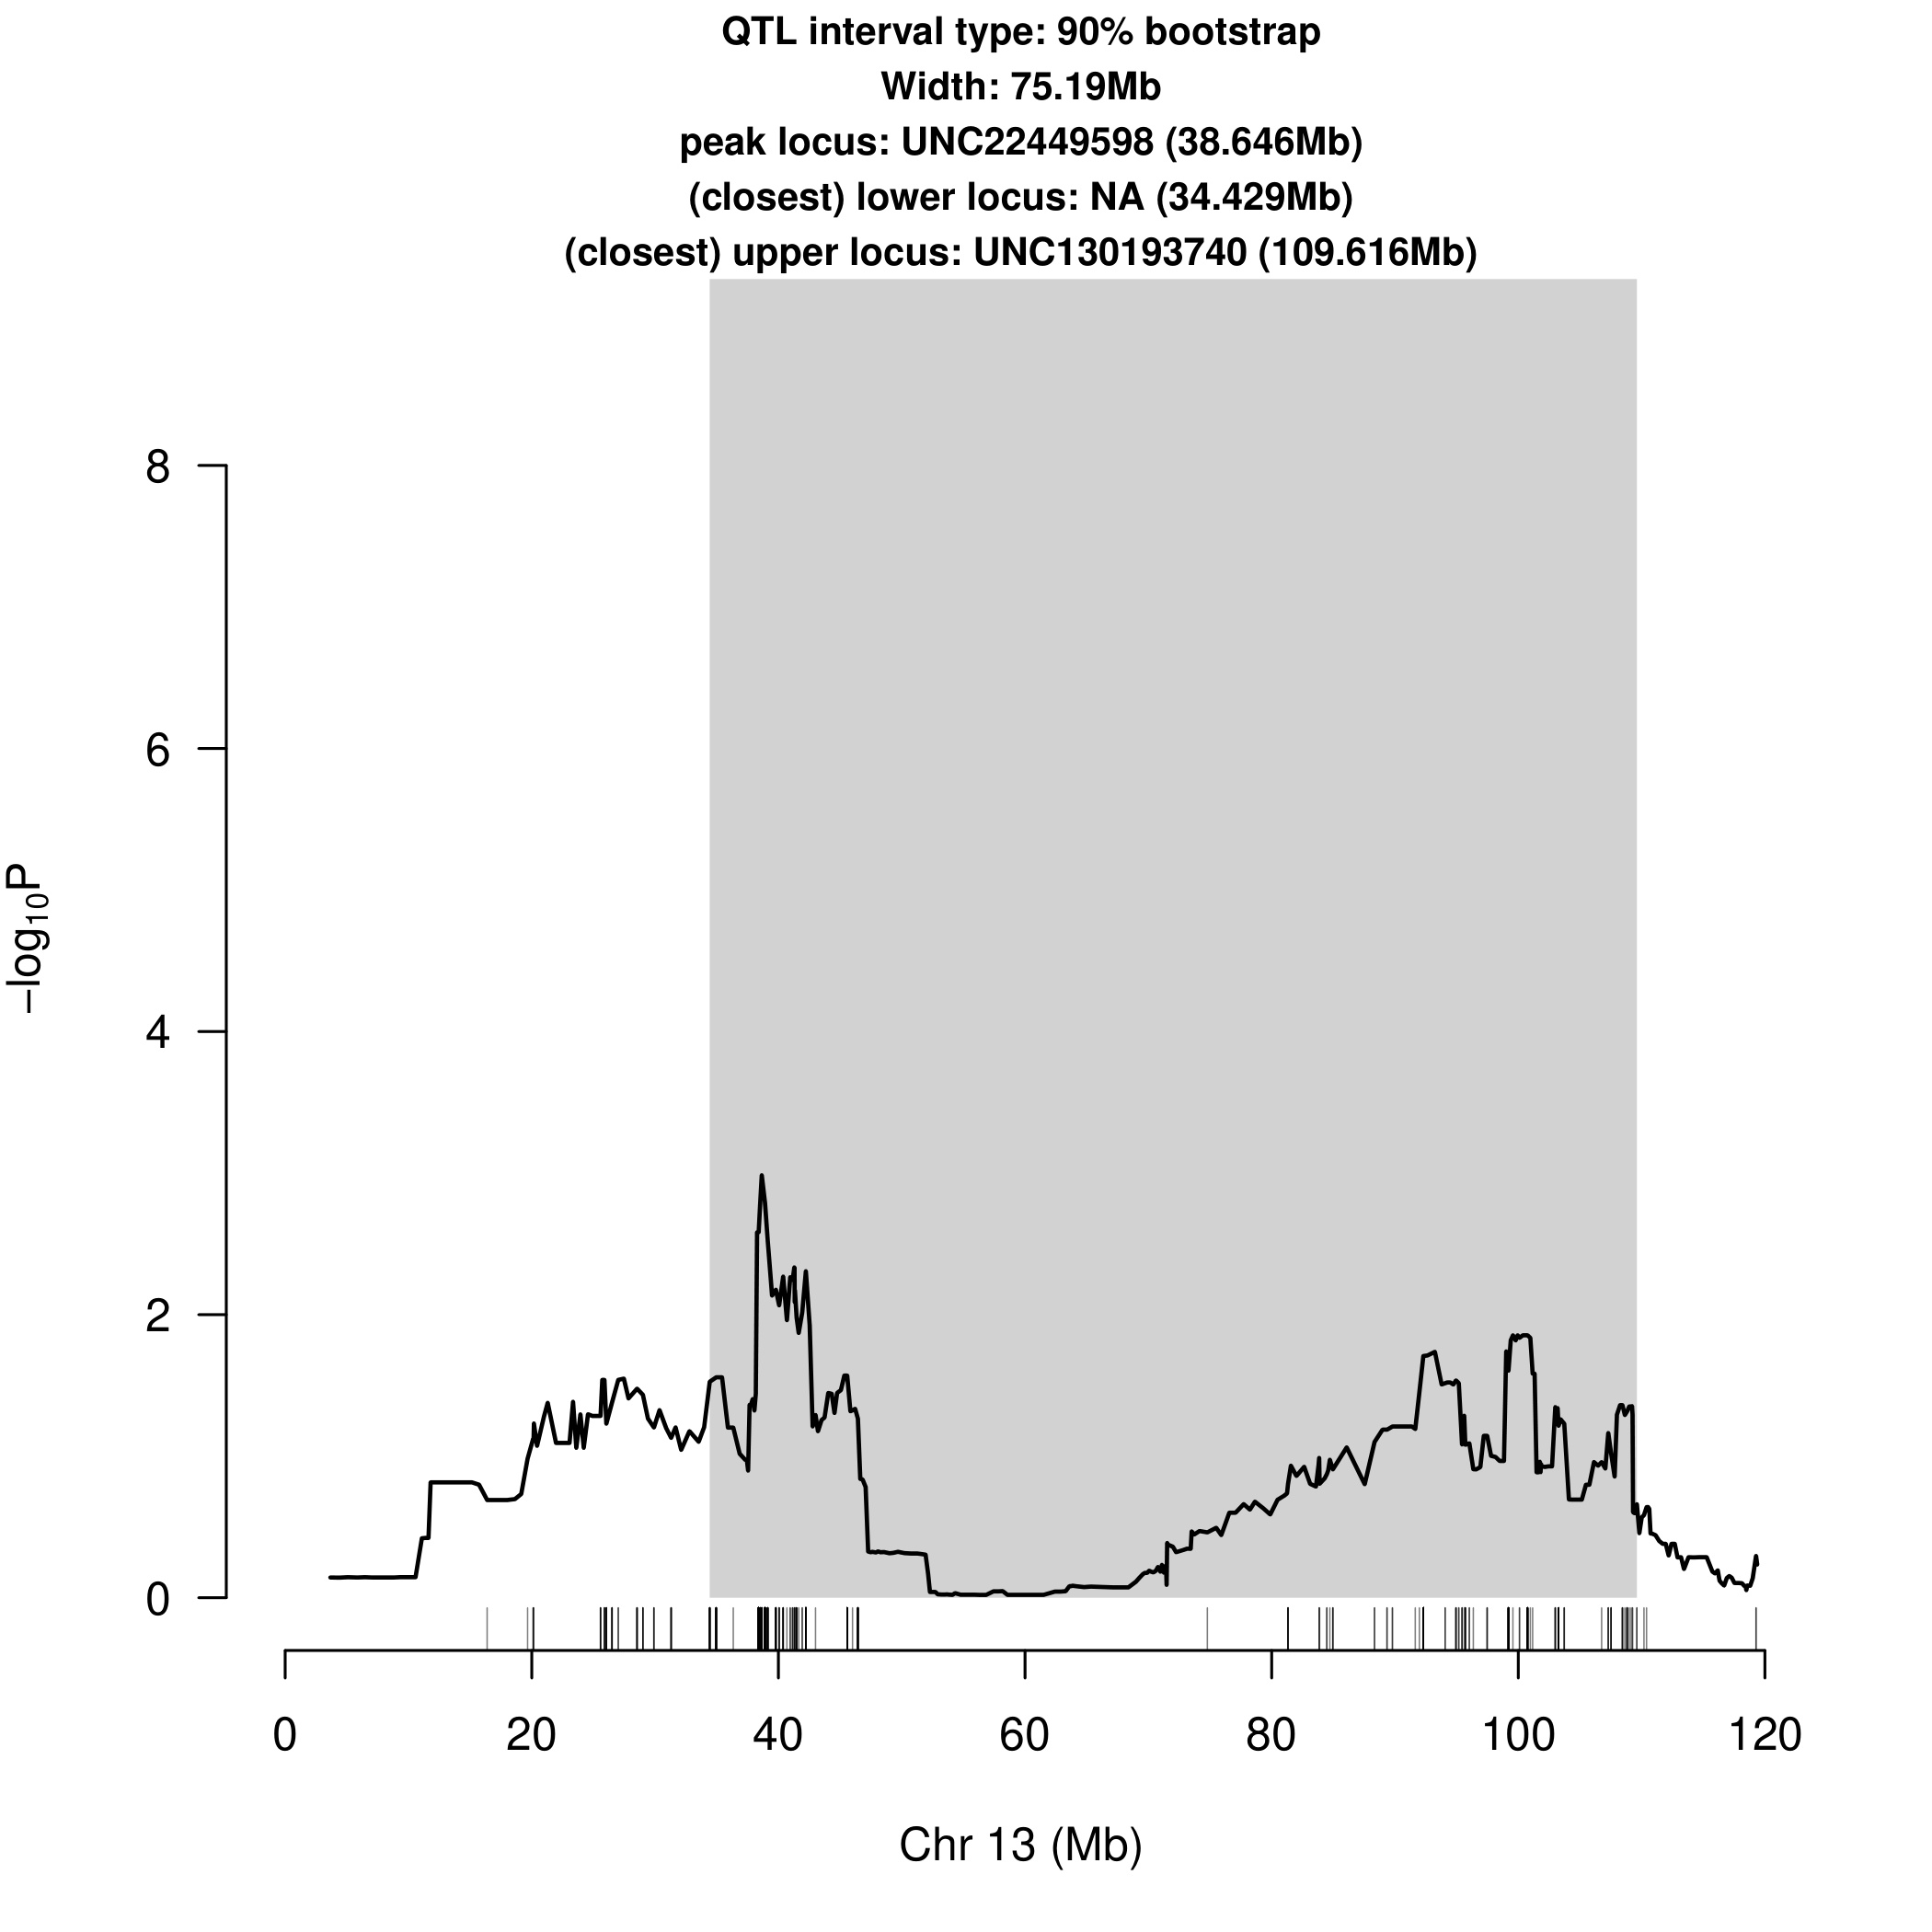 QTL interval type: 90% bootstrap
Width: 75.19Mb
peak locus: UNC22449598 (38.646Mb)
(closest) lower locus: NA (34.429Mb)
(closest) upper locus: UNC130193740 (109.616Mb)
8
6
4
2
0
−log10P
0 20 40 60 80 100 120
Chr 13 (Mb)